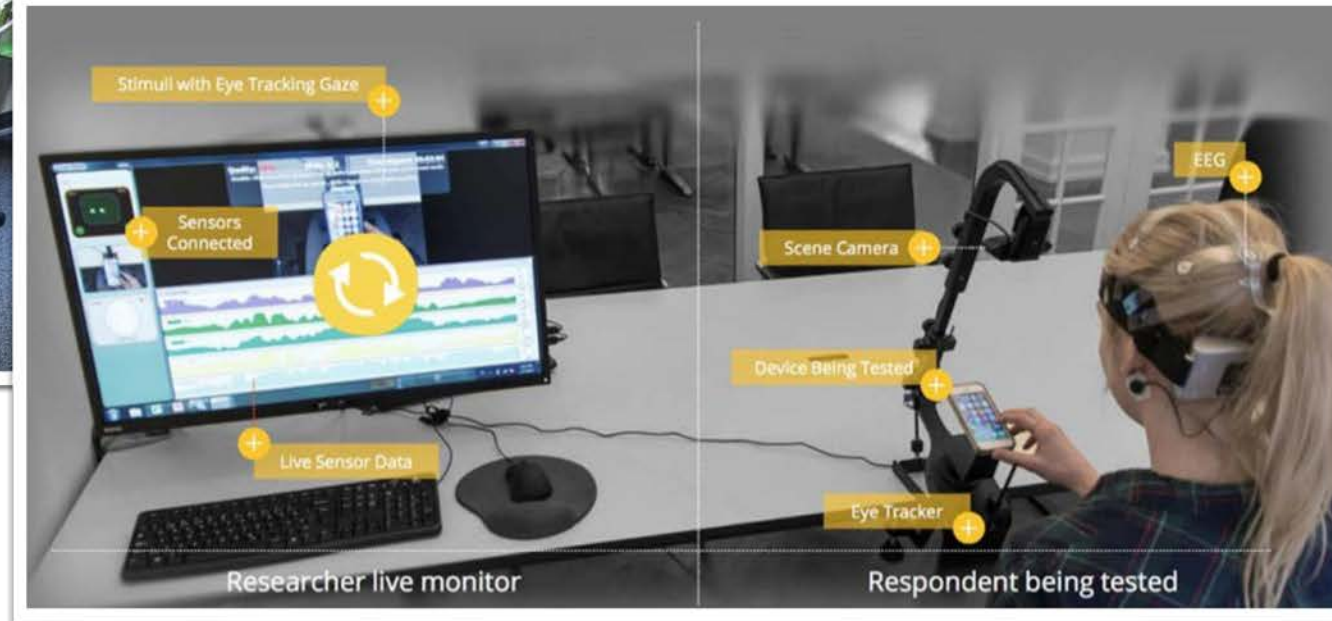 Stimuli with Eye Tracking Gaze
Sensors
Connected
Live Sensor Data
Researcher live monitor
EEG
Scene Camera
Device Being Tested
Eye Tracker
Respondent being tested